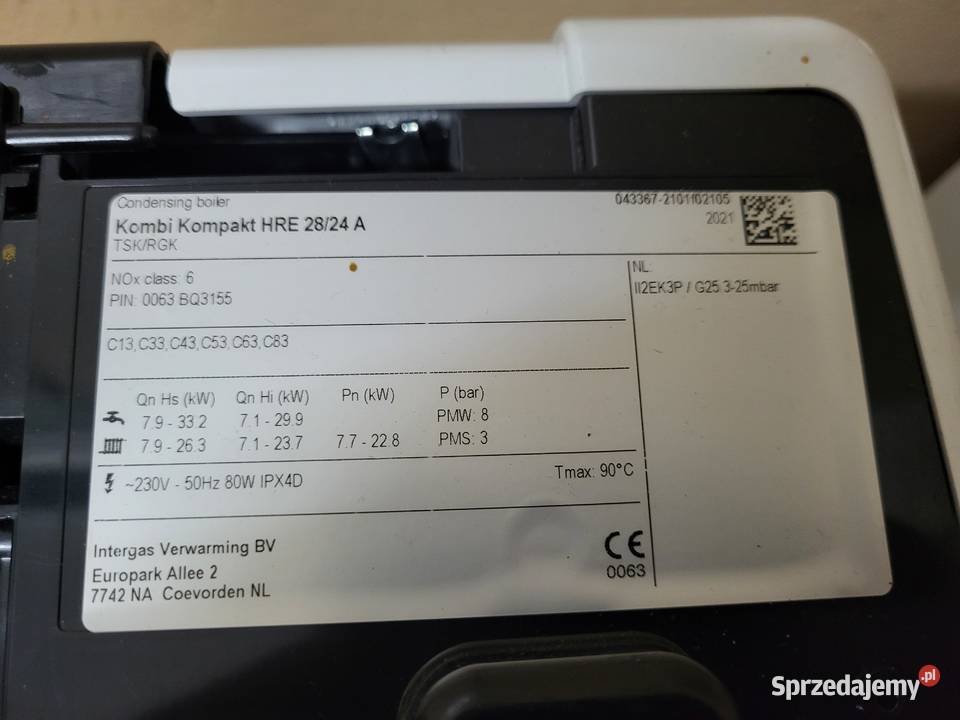 Condensing boiler
Kombi Kompakt HRE 28/24 A
TSK/RGK
043367-2101f02105
2021
NOx class: 6
PIN: 0063 BQ3155
NL:
II2EK3P / G25.3-25mbar
C13,C33,C43,C53,C63,C83
Qn Hs (kW) Qn Hi (kW) Pn (kW) P (bar)
7.9 - 33.2 7.1 - 29.9 PMW: 8
7.9 - 26.3 7.1 - 23.7 7.7 - 22.8 PMS: 3
~230V - 50Hz 80W IPX4D Tmax: 90°C
Intergas Verwarming BV
Europark Allee 2
7742 NA Coevorden NL
CE
0063
Sprzedajemy.pl